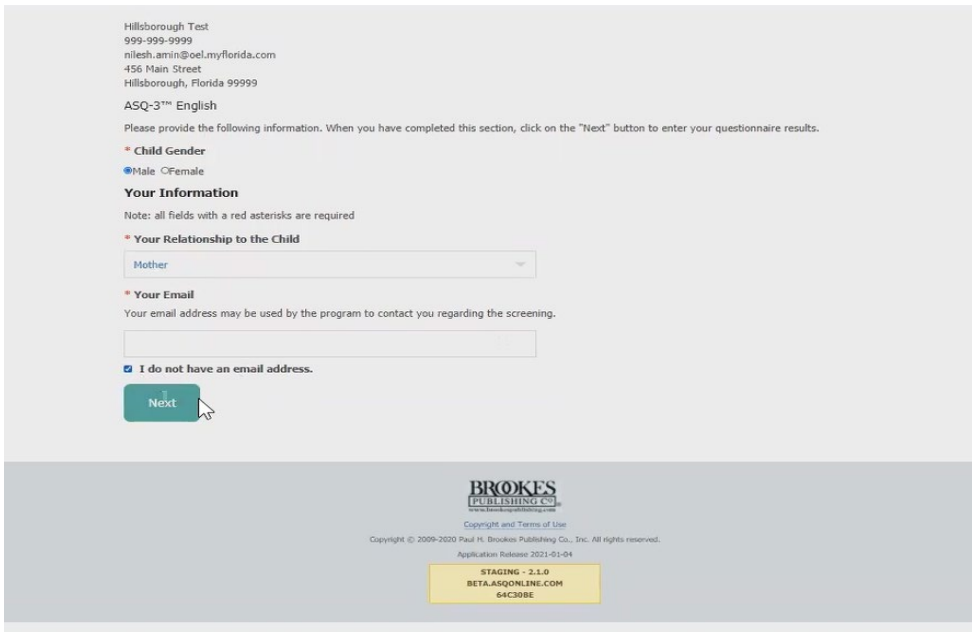 Hillsborough Test
999-999-9999
nilesh.amin@oel.myflorida.com
456 Main Street
Hillsborough, Florida 99999
ASQ-3™ English
Please provide the following information. When you have completed this section, click on the "Next" button to enter your questionnaire results.
* Child Gender
Male Female
Your Information
Note: all fields with a red asterisks are required
* Your Relationship to the Child
Mother
* Your Email
Your email address may be used by the program to contact you regarding the screening.
I do not have an email address.
Next
BROOKES
PUBLISHING CO
www.brookespublishing.com
Copyright and Terms of Use
Copyright © 2009-2020 Paul H. Brookes Publishing Co., Inc. All rights reserved.
Application Release 2021-01-04
STAGING - 2.1.0
BETA.ASQONLINE.COM
64C30BE